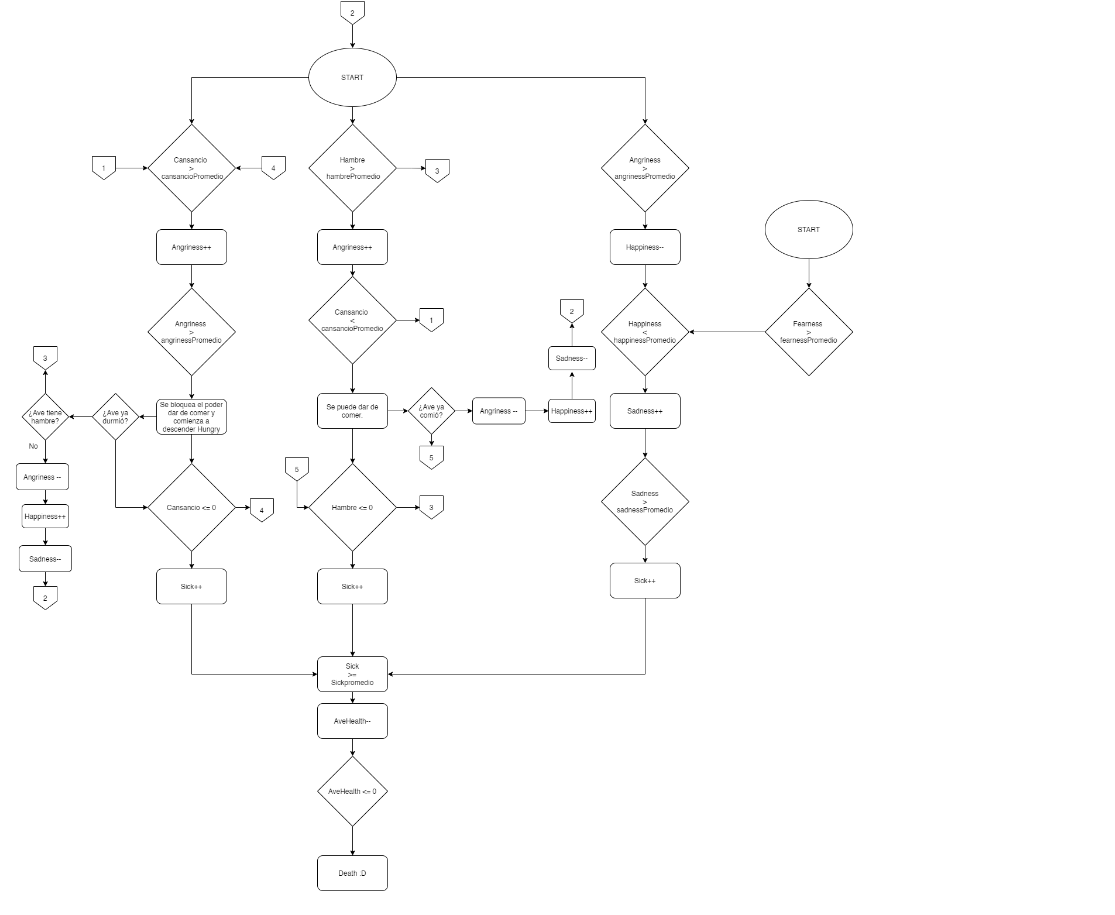 2
START
Cansancio
>
cansancioPromedio
1
4
Hambre
>
hambrePromedio
3
Angriness
>
angrinessPromedio
START
Angriness++
Angriness++
Happiness--
Angriness
>
angrinessPromedio
Cansancio
<
cansancioPromedio
1
2
Happiness
<
happinessPromedio
Fearness
>
fearnessPromedio
Sadness--
3
¿Ave tiene
hambre?
¿Ave ya
durmió?
Se bloquea el poder
dar de comer y
comienza a
descender Hungry
Se puede dar de
comer.
¿Ave ya
comió?
Angriness --
Happiness++
Sadness++
No
5
5
Angriness --
Cansancio <= 0
4
Hambre <= 0
3
Sadness
>
sadnessPromedio
Happiness++
Sadness--
2
Sick++
Sick++
Sick++
Sick
>=
Sickpromedio
AveHealth--
AveHealth <= 0
Death :D